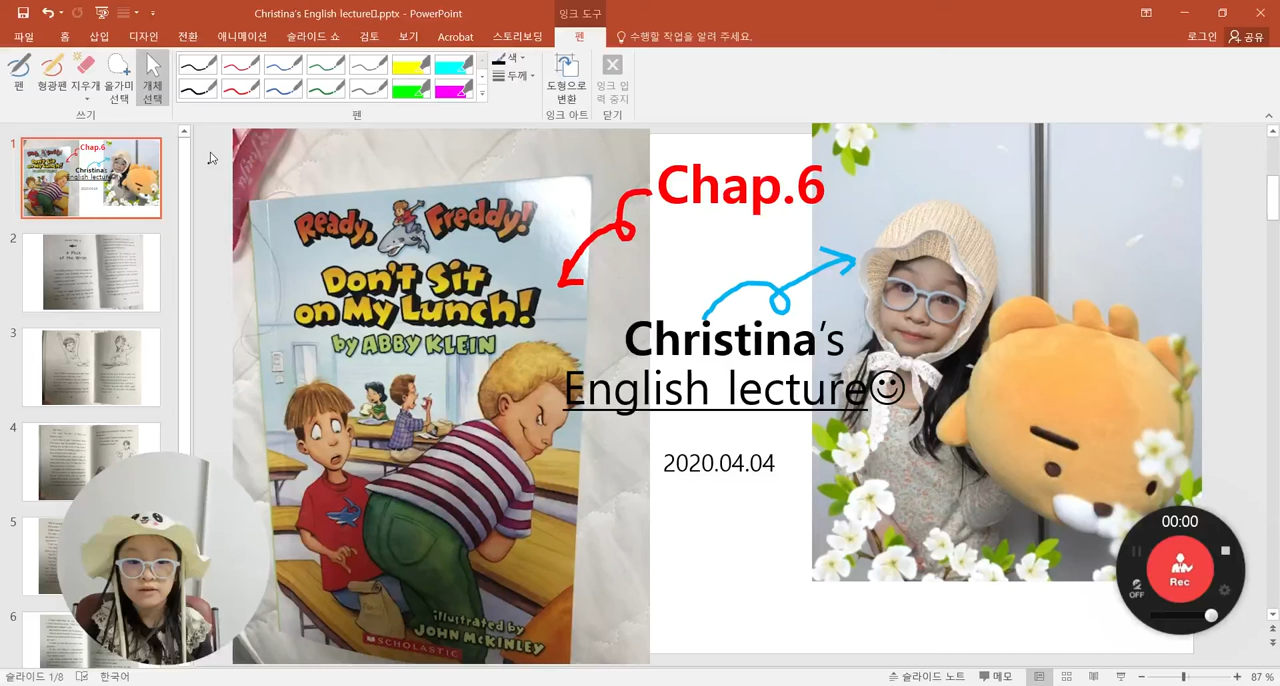 Christina's English lecture.pptx - PowerPoint
잉크 도구
파일 홈 삽입 디자인 전환 애니메이션 슬라이드 쇼 검토 보기 Acrobat 스토리보딩 펜 수행할 작업을 알려 주세요.
로그인 공유
펜 형광펜 지우개 올가미 선택 개체 선택
색
두께
도형으로 변환
잉크 입력 중지
쓰기 펜 잉크 아트 닫기
1
2
3
4
5
6
Ready, Freddy!
Don't Sit
on My Lunch!
by ABBY KLEIN
illustrated by
JOHN McKINLEY
SCHOLASTIC
Chap.6
Christina's
English lecture☺
2020.04.04
00:00
Rec
OFF
슬라이드 1/8 한국어
슬라이드 노트 메모 87 %